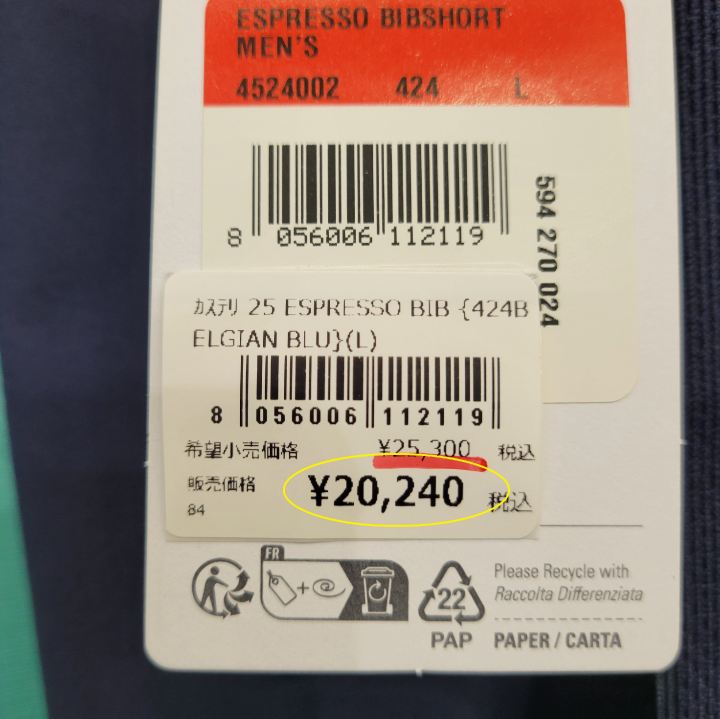 ESPRESSO BIBSHORT
MEN'S
4524002 424 L
8 056006 112119
594 270 024
ｶｽﾃﾘ 25 ESPRESSO BIB {424B
ELGIAN BLU}(L)
8 056006 112119
希望小売価格 ¥25,300 税込
販売価格 ¥20,240 税込
84
FR
22
PAP
Please Recycle with
Raccolta Differenziata
PAPER / CARTA